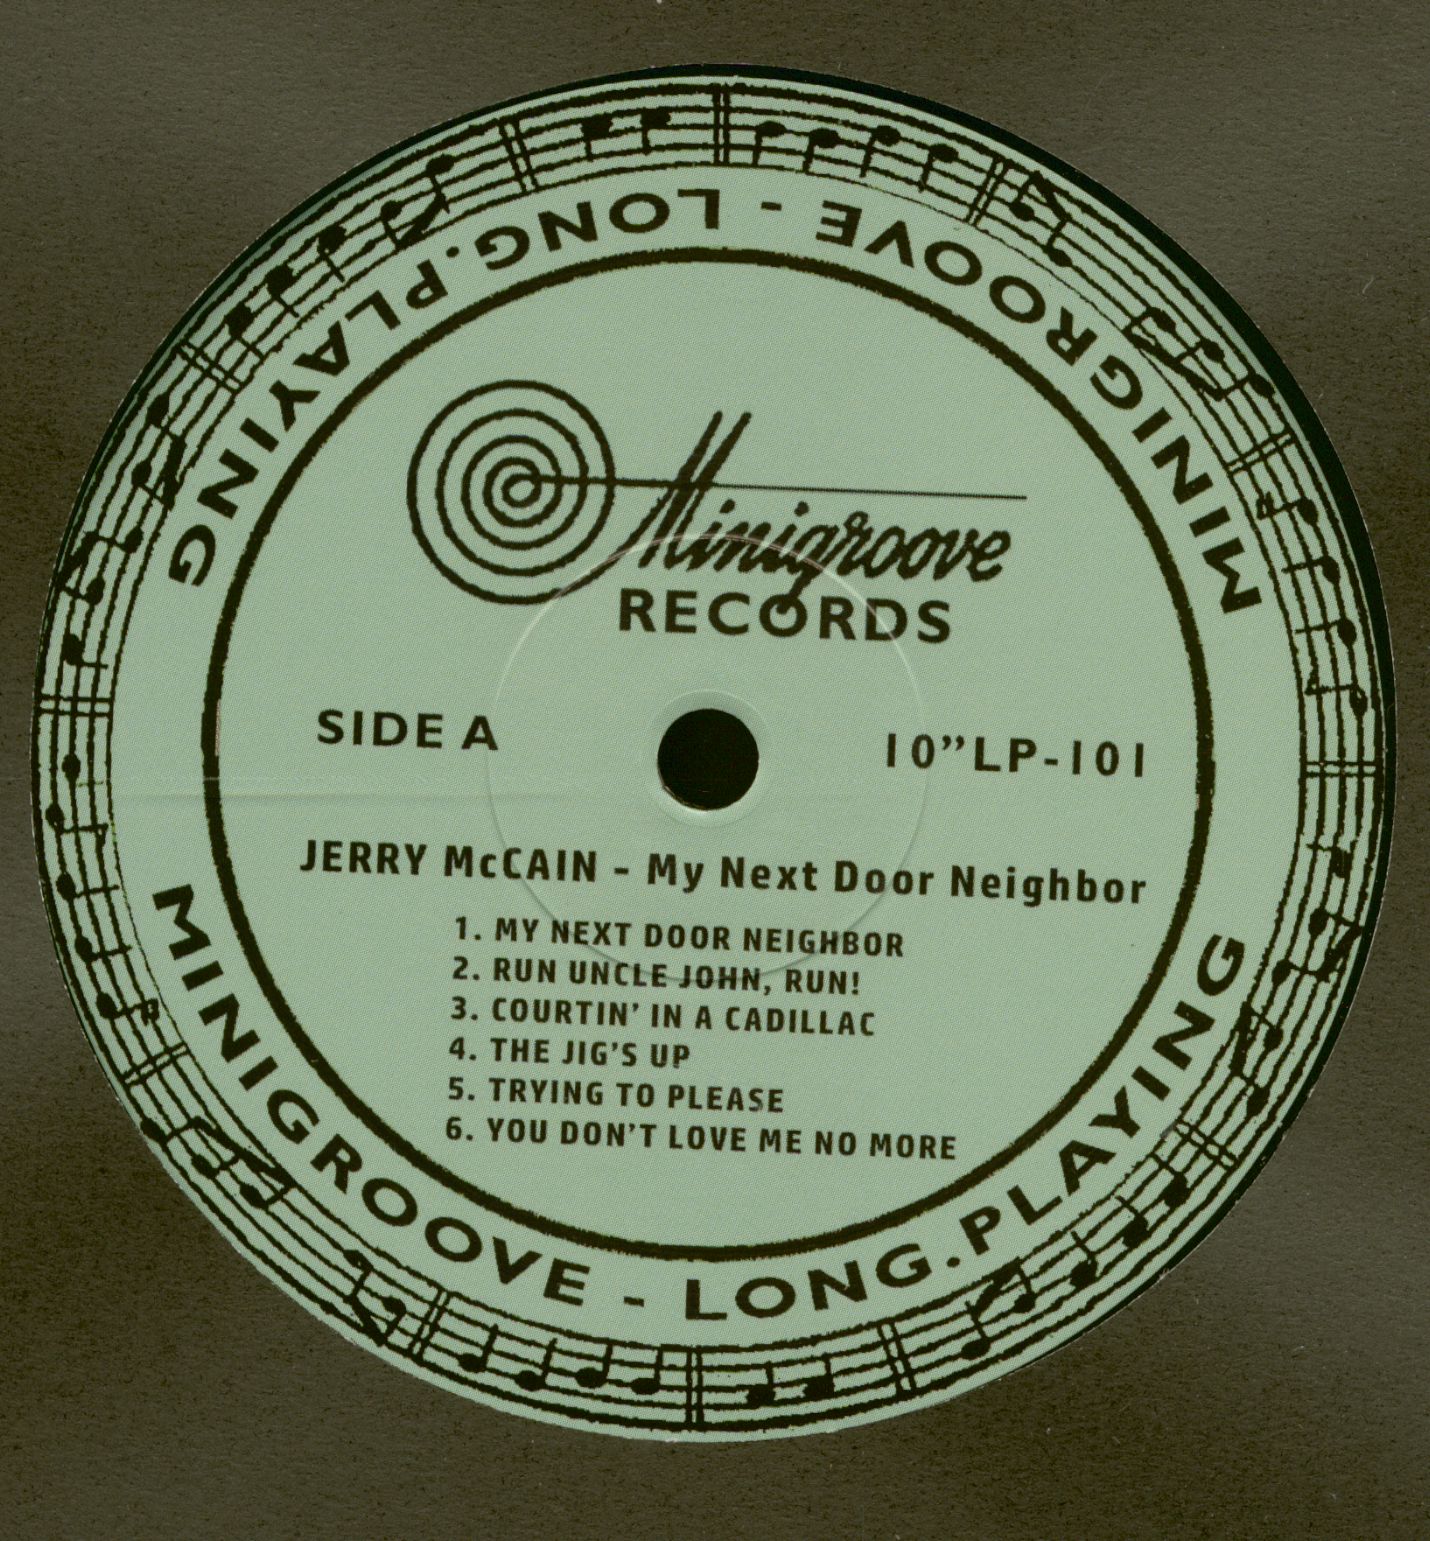 MINIGROOVE - LONG.PLAYING
Minigroove
RECORDS
SIDE A
10”LP-101
JERRY McCAIN - My Next Door Neighbor
1. MY NEXT DOOR NEIGHBOR
2. RUN UNCLE JOHN, RUN!
3. COURTIN’ IN A CADILLAC
4. THE JIG’S UP
5. TRYING TO PLEASE
6. YOU DON’T LOVE ME NO MORE
MINIGROOVE - LONG.PLAYING